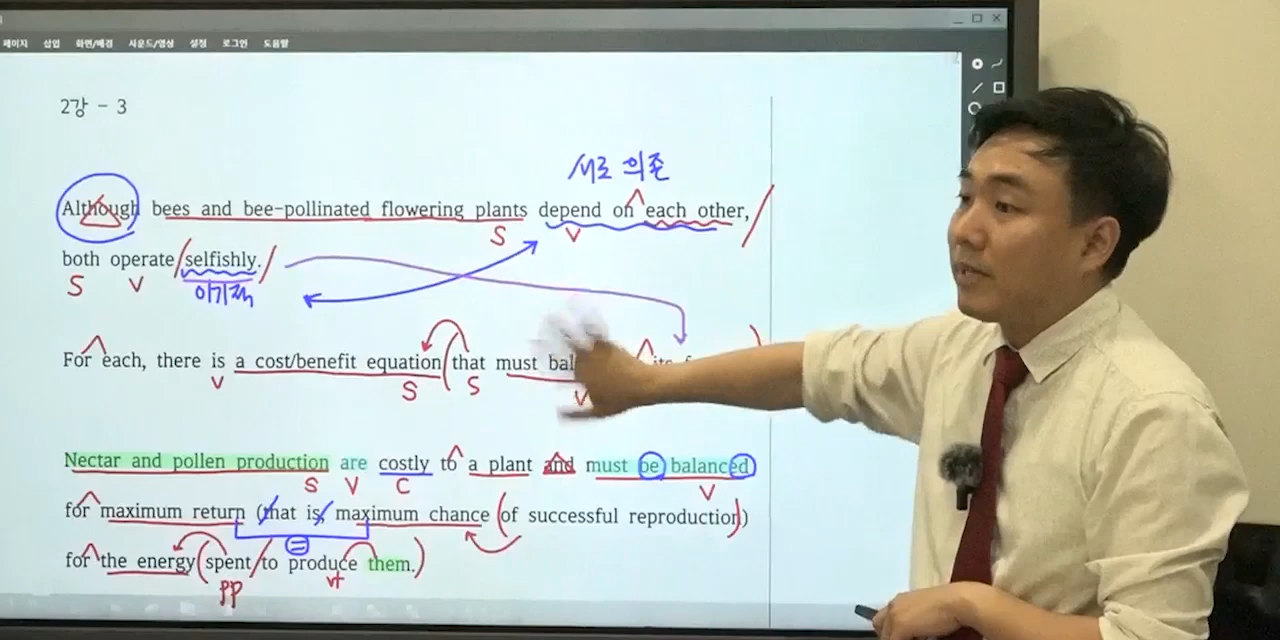 페이지 삽입 화면/배경 사운드/영상 설정 로그인 도움말
2강 - 3
서로 의존
Although bees and bee-pollinated flowering plants depend on each other,
S V
both operate selfishly.
S V 이기적
For each, there is a cost/benefit equation that must its
V S S V
Nectar and pollen production are costly to a plant and must be balanced
S V C V
for maximum return (that is, maximum chance of successful reproduction)
=
for the energy spent to produce them.
pp vt